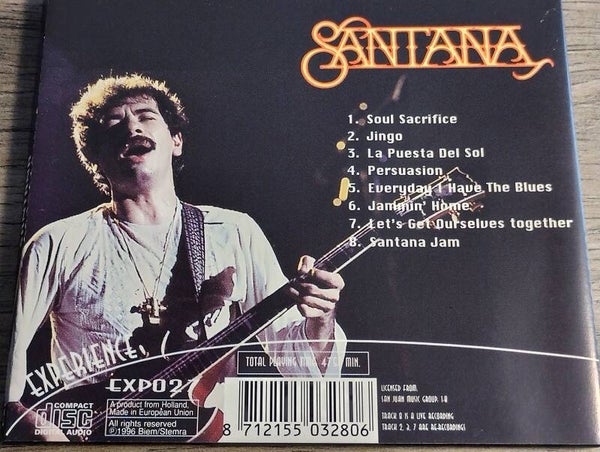 SANTANA
1. Soul Sacrifice
2. Jingo
3. La Puesta Del Sol
4. Persuasion
5. Everyday I Have The Blues
6. Jammin' Home
7. Let's Get Ourselves together
8. Santana Jam
EXPERIENCE
TOTAL PLAYING MIN.
EXP027
COMPACT
disc
DIGITAL AUDIO
A product from Holland.
Made in European Union
All rights reserved
℗1996 Biem/Stemra
8 712155 032806
LICENSED FROM:
SAN JUAN MUSIC GROUP,
TRACK 8 IS A LIVE RECORDING
TRACK 2, 3, 7 ARE RE-RECORDINGS